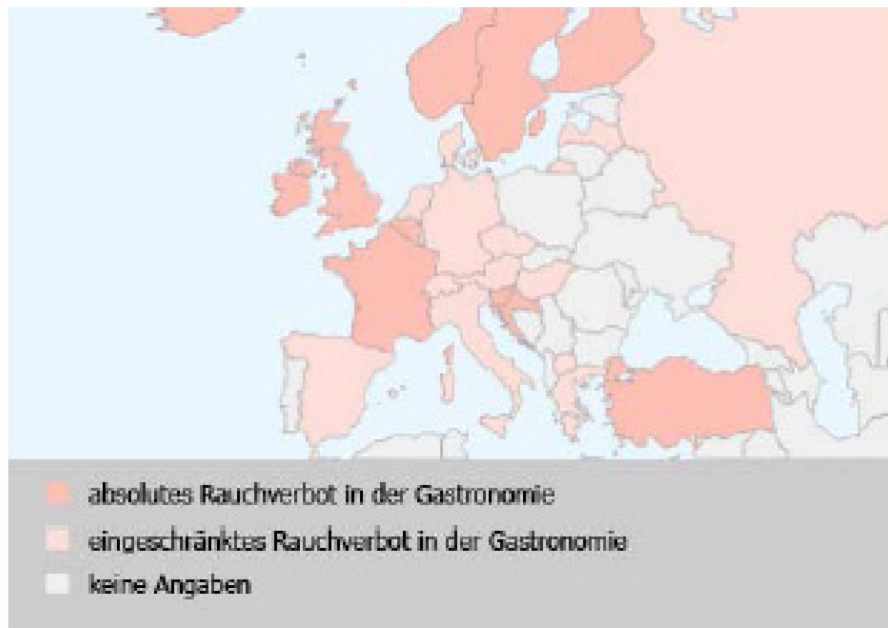 absolutes Rauchverbot in der Gastronomie
eingeschränktes Rauchverbot in der Gastronomie
keine Angaben